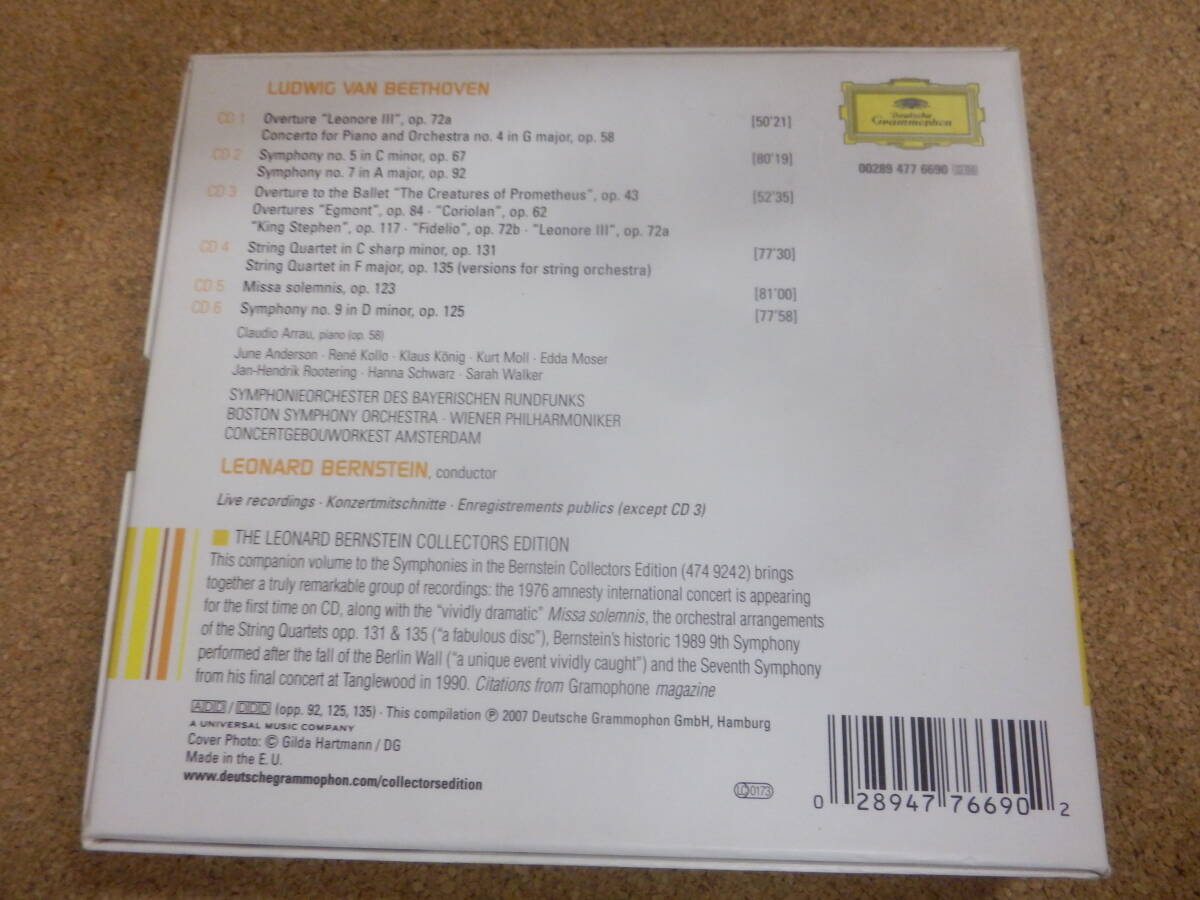 LUDWIG VAN BEETHOVEN
CD 1 Overture "Leonore III", op. 72a [50'21]
Concerto for Piano and Orchestra no. 4 in G major, op. 58
CD 2 Symphony no. 5 in C minor, op. 67 [80'19]
Symphony no. 7 in A major, op. 92
CD 3 Overture to the Ballet "The Creatures of Prometheus", op. 43 [52'35]
Overtures "Egmont", op. 84 · "Coriolan", op. 62
"King Stephen", op. 117 · "Fidelio", op. 72b · "Leonore III", op. 72a
CD 4 String Quartet in C sharp minor, op. 131 [77'30]
String Quartet in F major, op. 135 (versions for string orchestra)
CD 5 Missa solemnis, op. 123 [81'00]
CD 6 Symphony no. 9 in D minor, op. 125 [77'58]
Claudio Arrau, piano (op. 58)
June Anderson · René Kollo · Klaus König · Kurt Moll · Edda Moser
Jan-Hendrik Rootering · Hanna Schwarz · Sarah Walker
SYMPHONIEORCHESTER DES BAYERISCHEN RUNDFUNKS
BOSTON SYMPHONY ORCHESTRA · WIENER PHILHARMONIKER
CONCERTGEBOUWORKEST AMSTERDAM
LEONARD BERNSTEIN, conductor
Live recordings · Konzertmitschnitte · Enregistrements publics (except CD 3)
Deutsche
Grammophon
00289 477 6690
THE LEONARD BERNSTEIN COLLECTORS EDITION
This companion volume to the Symphonies in the Bernstein Collectors Edition (474 9242) brings
together a truly remarkable group of recordings: the 1976 amnesty international concert is appearing
for the first time on CD, along with the "vividly dramatic" Missa solemnis, the orchestral arrangements
of the String Quartets opp. 131 & 135 ("a fabulous disc"), Bernstein's historic 1989 9th Symphony
performed after the fall of the Berlin Wall ("a unique event vividly caught") and the Seventh Symphony
from his final concert at Tanglewood in 1990. Citations from Gramophone magazine
ADD / DDD (opp. 92, 125, 135) · This compilation ℗ 2007 Deutsche Grammophon GmbH, Hamburg
A UNIVERSAL MUSIC COMPANY
Cover Photo: © Gilda Hartmann / DG
Made in the E.U.
www.deutschegrammophon.com/collectorsedition
LC 0173
0 28947 76690 2